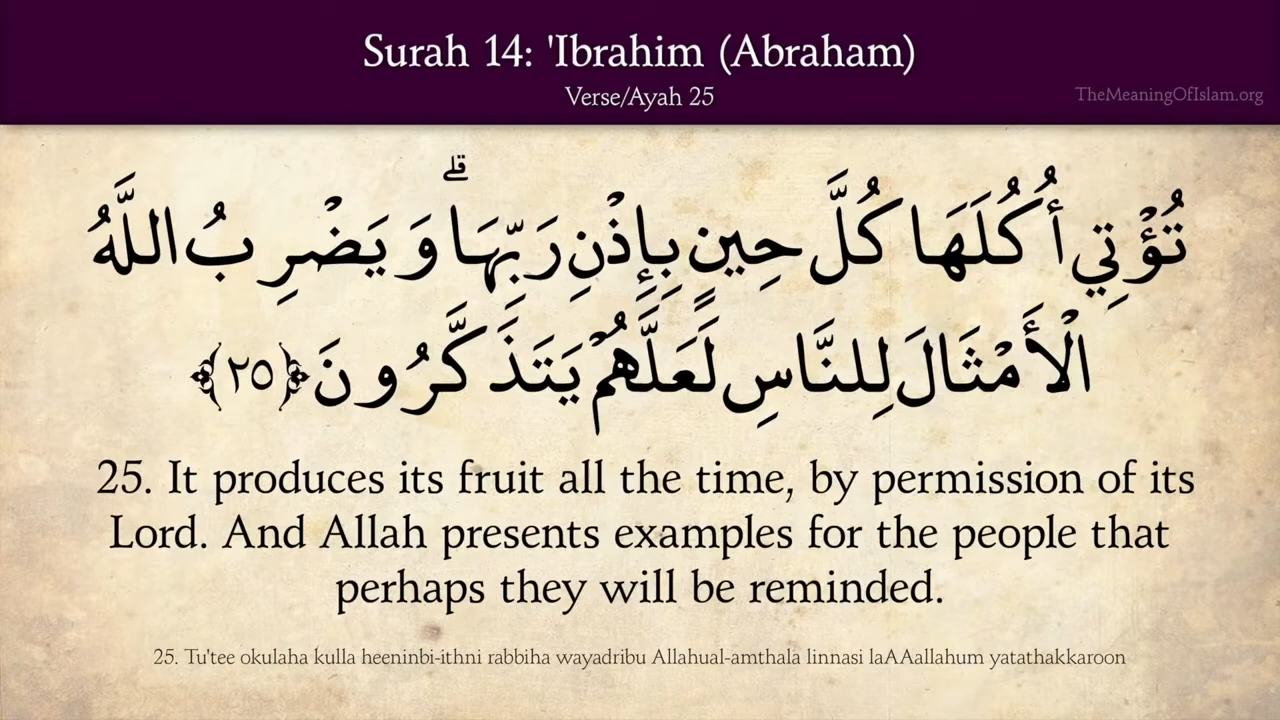 Surah 14: 'Ibrahim (Abraham)
Verse/Ayah 25
TheMeaningOfIslam.org
تُؤْتِي أُكُلَهَا كُلَّ حِينٍ بِإِذْنِ رَبِّهَا ۗ وَيَضْرِبُ اللَّهُ
الْأَمْثَالَ لِلنَّاسِ لَعَلَّهُمْ يَتَذَكَّرُونَ ﴿٢٥﴾
25. It produces its fruit all the time, by permission of its
Lord. And Allah presents examples for the people that
perhaps they will be reminded.
25. Tu'tee okulaha kulla heeninbi-ithni rabbiha wayadribu Allahual-amthala linnasi laAAallahum yatathakkaroon